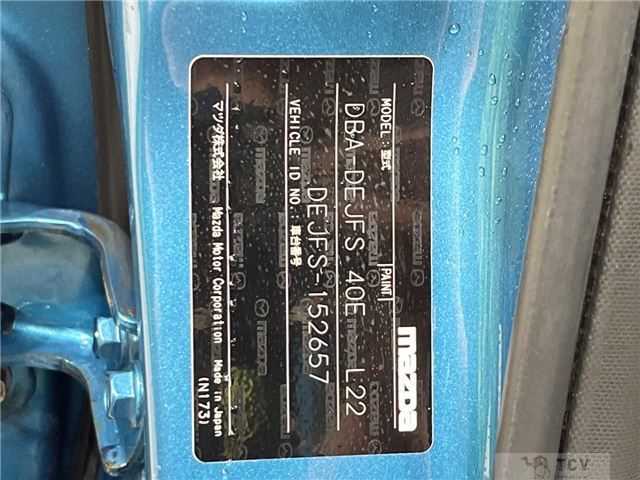 mazda
MODEL:型式 PAINT
DBA-DEJFS 40E L22
VEHICLE ID NO.:車台番号
DEJFS-152657
マツダ株式会社 Mazda Motor Corporation Made in Japan
(N173)
TCV